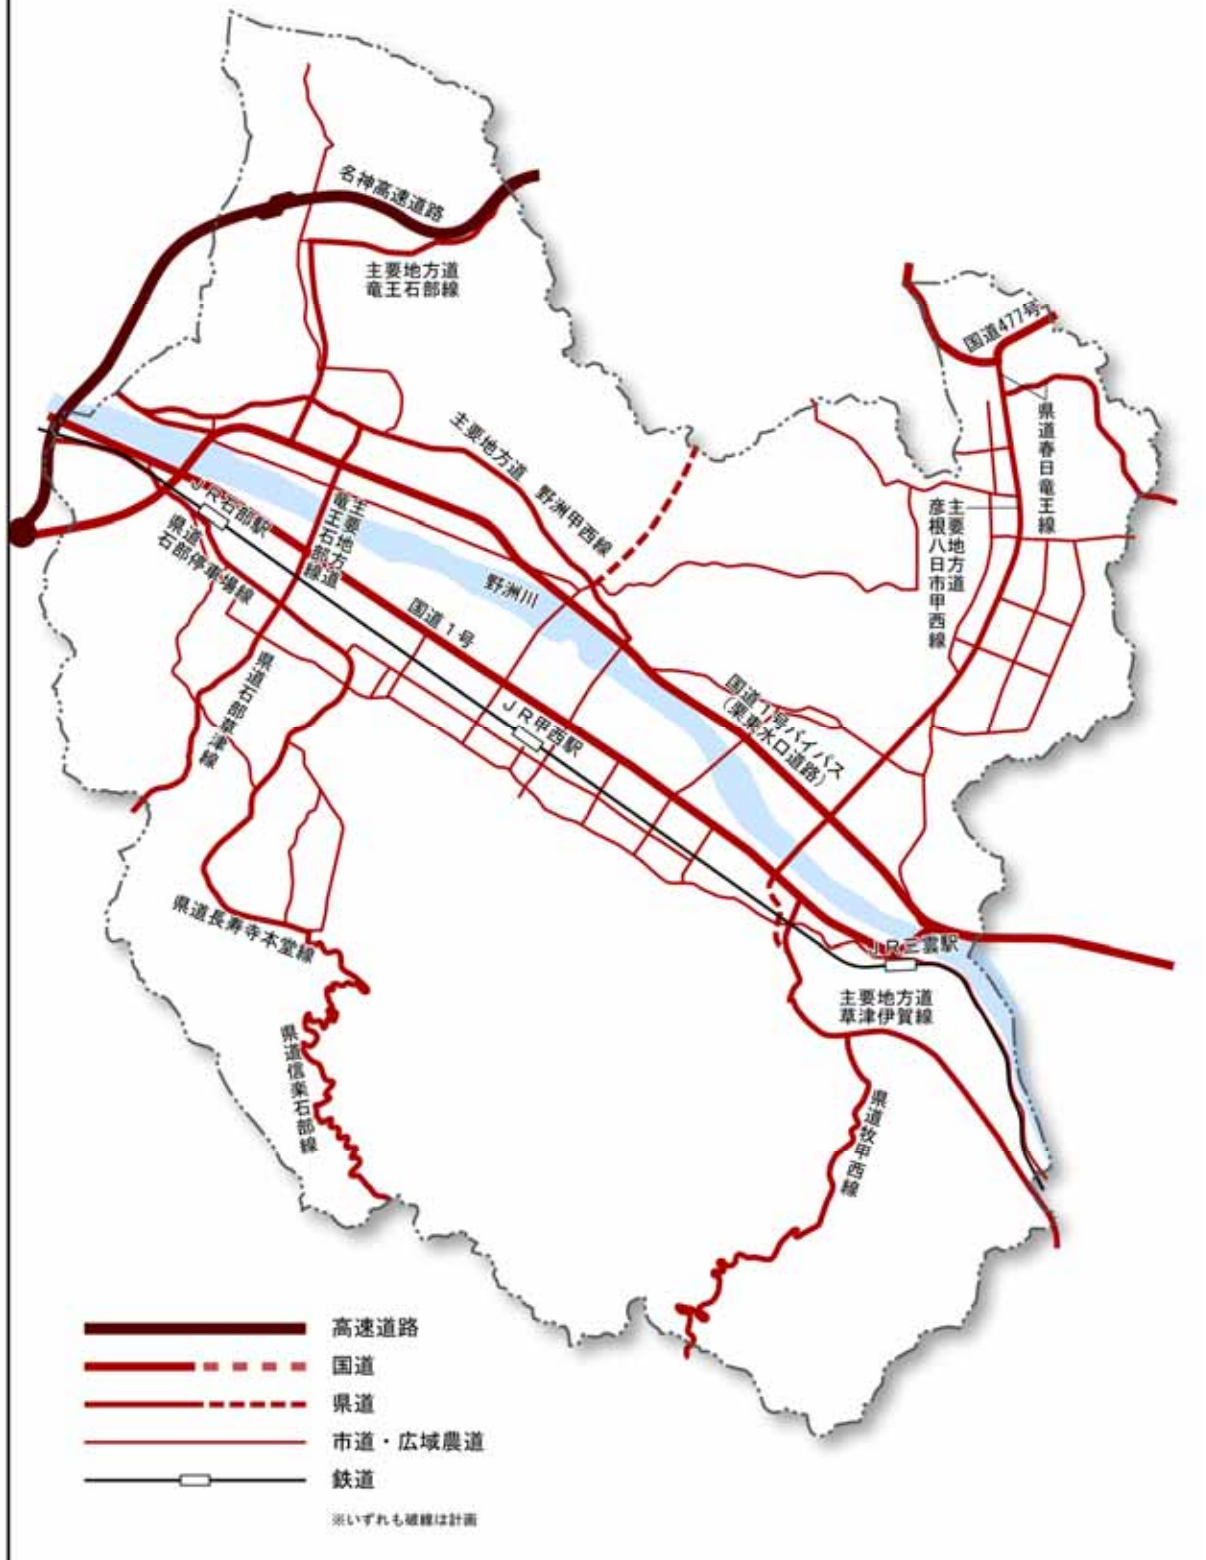 名神高速道路
主要地方道
竜王石部線
国道477号
県道春日竜王線
主要地方道
彦根八日市甲西線
主要地方道 野洲甲西線
JR石部駅
県道
石部停車場線
主要地方道
竜王石部線
野洲川
国道1号
県道石部草津線
JR甲西駅
国道1号バイパス
(栗東水口道路)
県道長寿寺本堂線
JR三雲駅
主要地方道
草津伊賀線
県道信楽石部線
県道牧甲西線
高速道路
国道
県道
市道・広域農道
鉄道
※いずれも破線は計画